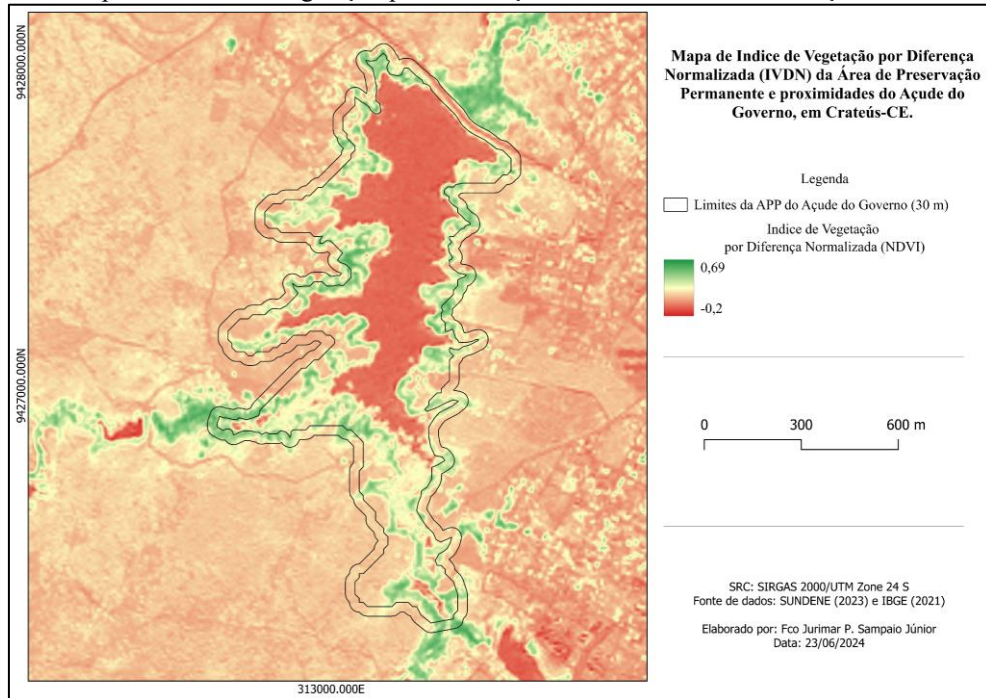 9428000.000N
9427000.000N
313000.000E
Mapa de Indice de Vegetação por Diferença
Normalizada (IVDN) da Área de Preservação
Permanente e proximidades do Açude do
Governo, em Crateús-CE.
Legenda
Limites da APP do Açude do Governo (30 m)
Indice de Vegetação
por Diferença Normalizada (NDVI)
0,69
-0,2
0 300 600 m
SRC: SIRGAS 2000/UTM Zone 24 S
Fonte de dados: SUNDENE (2023) e IBGE (2021)
Elaborado por: Fco Jurimar P. Sampaio Júnior
Data: 23/06/2024